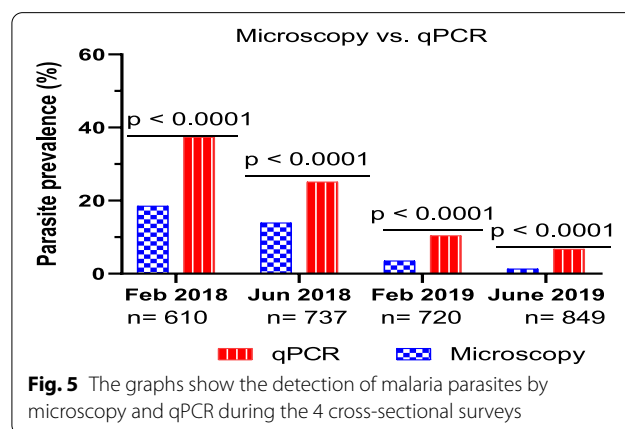 Microscopy vs. qPCR
Parasite prevalence (%)
60
40
20
0
p < 0.0001
p < 0.0001
p < 0.0001
p < 0.0001
Feb 2018 Jun 2018 Feb 2019 June 2019
n= 610 n= 737 n= 720 n= 849
qPCR Microscopy
Fig. 5 The graphs show the detection of malaria parasites by
microscopy and qPCR during the 4 cross-sectional surveys